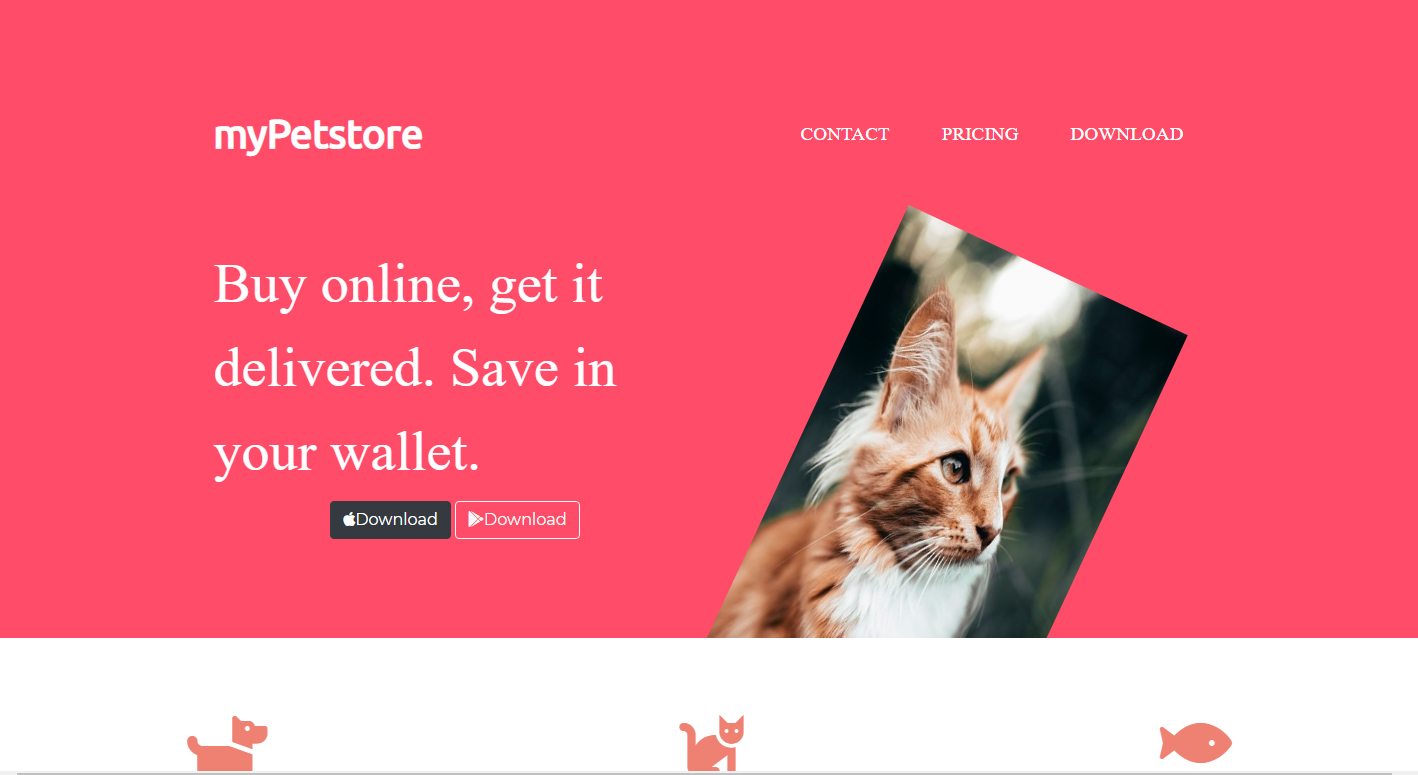 myPetstore
CONTACT PRICING DOWNLOAD
Buy online, get it
delivered. Save in
your wallet.
Download Download